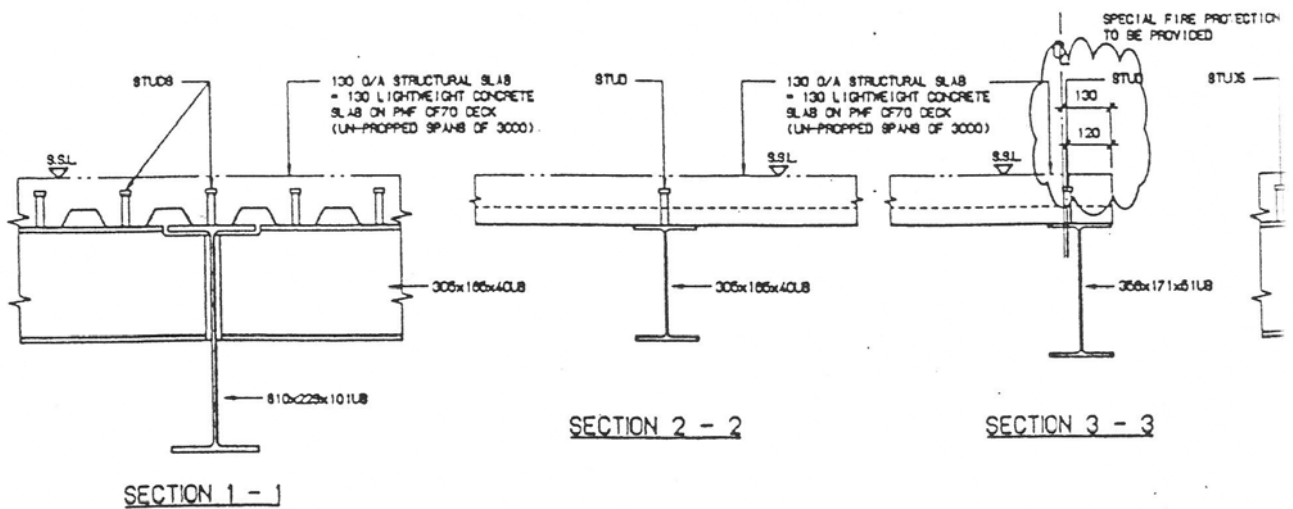 SPECIAL FIRE PROTECTION
TO BE PROVIDED
STUDS
130 O/A STRUCTURAL SLAB
= 130 LIGHTWEIGHT CONCRETE
SLAB ON PMF CF70 DECK
(UN-PROPPED SPANS OF 3000)
STUD
130 O/A STRUCTURAL SLAB
= 130 LIGHTWEIGHT CONCRETE
SLAB ON PMF CF70 DECK
(UN-PROPPED SPANS OF 3000)
STUD
STUDS
130
120
S.S.L
S.S.L
S.S.L
305x165x40UB
305x165x40UB
356x171x51UB
610x229x101UB
SECTION 2 - 2
SECTION 3 - 3
SECTION 1 - 1